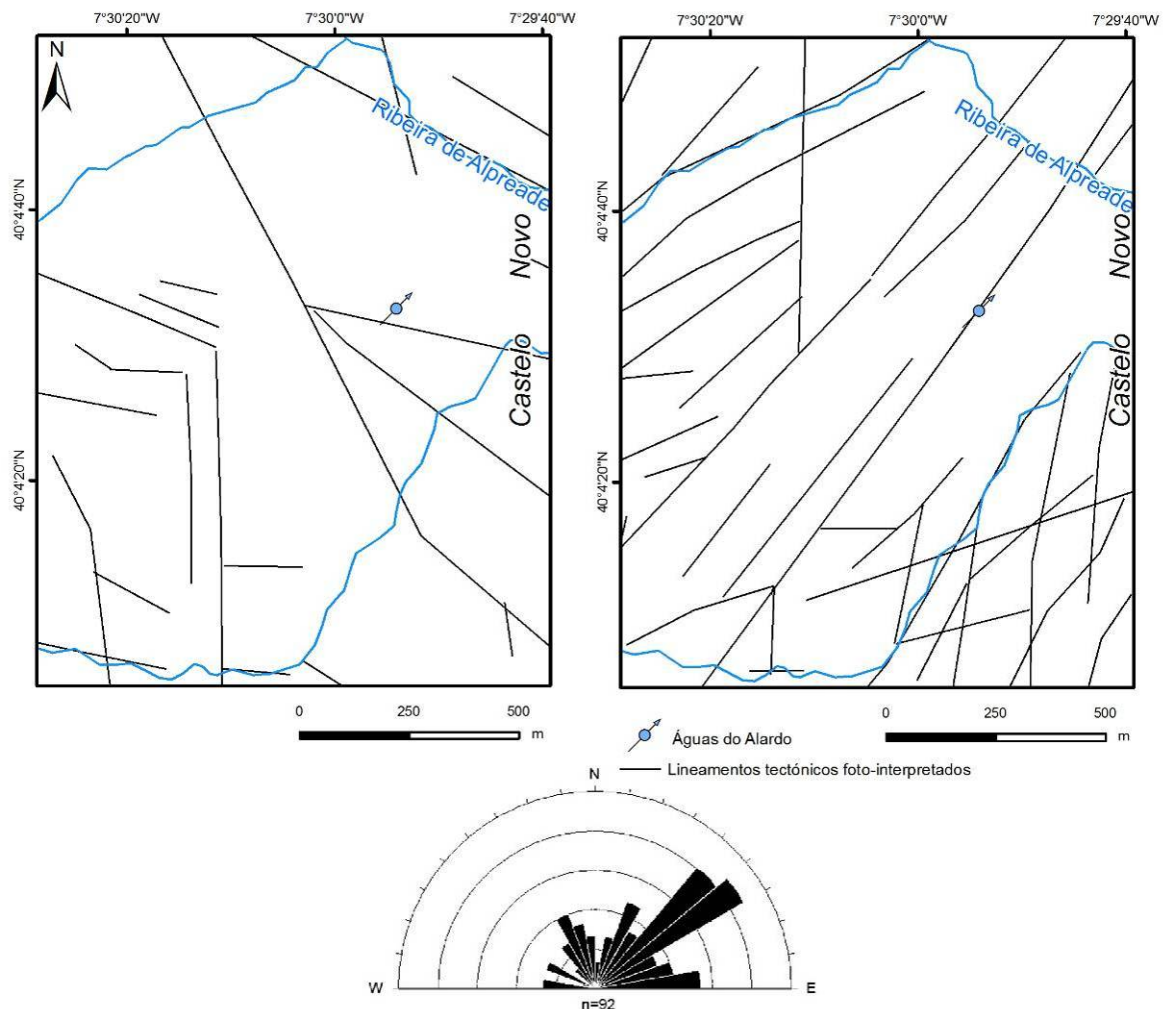 7°30'20"W
7°30'0"W
7°29'40"W
7°30'20"W
7°30'0"W
7°29'40"W
N
Ribeira de Alpreade
Ribeira de Alpreade
40°4'40"N
40°4'40"N
Castelo Novo
Castelo Novo
40°4'20"N
40°4'20"N
0 250 500 m
0 250 500 m
Águas do Alardo
Lineamentos tectónicos foto-interpretados
N
W
E
n=92